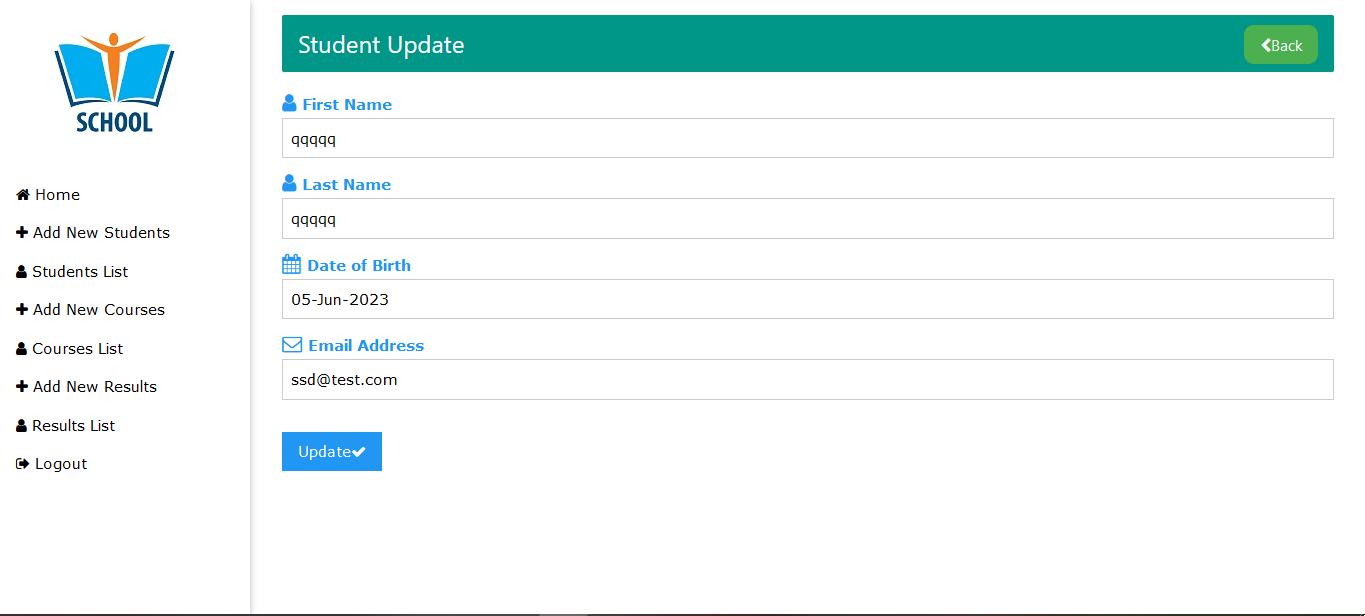 SCHOOL
Home
Add New Students
Students List
Add New Courses
Courses List
Add New Results
Results List
Logout
Student Update
Back
First Name
qqqqq
Last Name
qqqqq
Date of Birth
05-Jun-2023
Email Address
ssd@test.com
Update